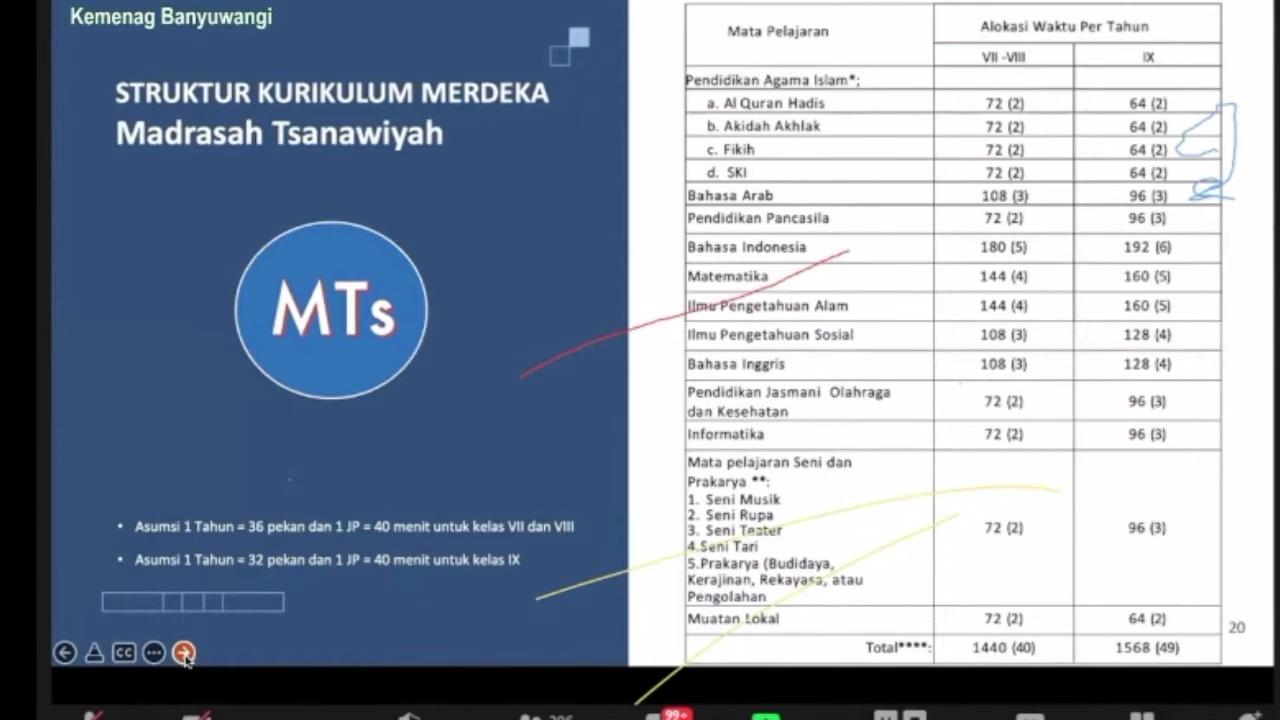 Kemenag Banyuwangi
STRUKTUR KURIKULUM MERDEKA
Madrasah Tsanawiyah
MTs
• Asumsi 1 Tahun = 36 pekan dan 1 JP = 40 menit untuk kelas VII dan VIII
• Asumsi 1 Tahun = 32 pekan dan 1 JP = 40 menit untuk kelas IX
CC
Mata Pelajaran Alokasi Waktu Per Tahun
VII -VIII IX
Pendidikan Agama Islam*;
a. Al Quran Hadis 72 (2) 64 (2)
b. Akidah Akhlak 72 (2) 64 (2)
c. Fikih 72 (2) 64 (2)
d. SKI 72 (2) 64 (2)
Bahasa Arab 108 (3) 96 (3)
Pendidikan Pancasila 72 (2) 96 (3)
Bahasa Indonesia 180 (5) 192 (6)
Matematika 144 (4) 160 (5)
Ilmu Pengetahuan Alam 144 (4) 160 (5)
Ilmu Pengetahuan Sosial 108 (3) 128 (4)
Bahasa Inggris 108 (3) 128 (4)
Pendidikan Jasmani Olahraga
dan Kesehatan 72 (2) 96 (3)
Informatika 72 (2) 96 (3)
Mata pelajaran Seni dan
Prakarya **:
1. Seni Musik
2. Seni Rupa
3. Seni Teater 72 (2) 96 (3)
4.Seni Tari
5.Prakarya (Budidaya,
Kerajinan, Rekayasa, atau
Pengolahan
Muatan Lokal 72 (2) 64 (2)
Total****: 1440 (40) 1568 (49)
20
99+